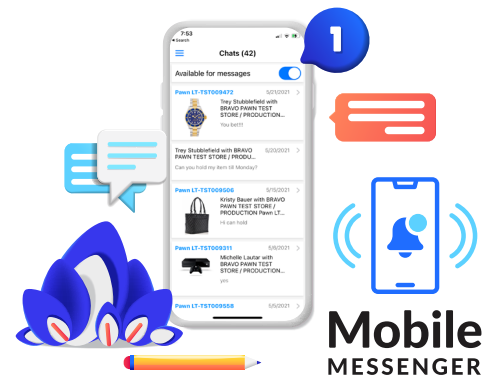 7:53
Search
Chats (42)
Available for messages
Pawn LT-TST009472
5/21/2021
Trey Stubblefield with
BRAVO PAWN TEST
STORE / PRODUCTION...
You bet!!!
Trey Stubblefield with BRAVO
PAWN TEST STORE / PRODU...
5/20/2021
Can you hold my item till Monday?
Pawn LT-TST009506
5/15/2021
Kristy Bauer with BRAVO
PAWN TEST STORE /
PRODUCTION Pawn LT...
Hi can hold
Pawn LT-TST009311
5/8/2021
Michelle Lautar with
BRAVO PAWN TEST
STORE / PRODUCTION...
yes
Pawn LT-TST009558
5/5/2021
1
Mobile
MESSENGER